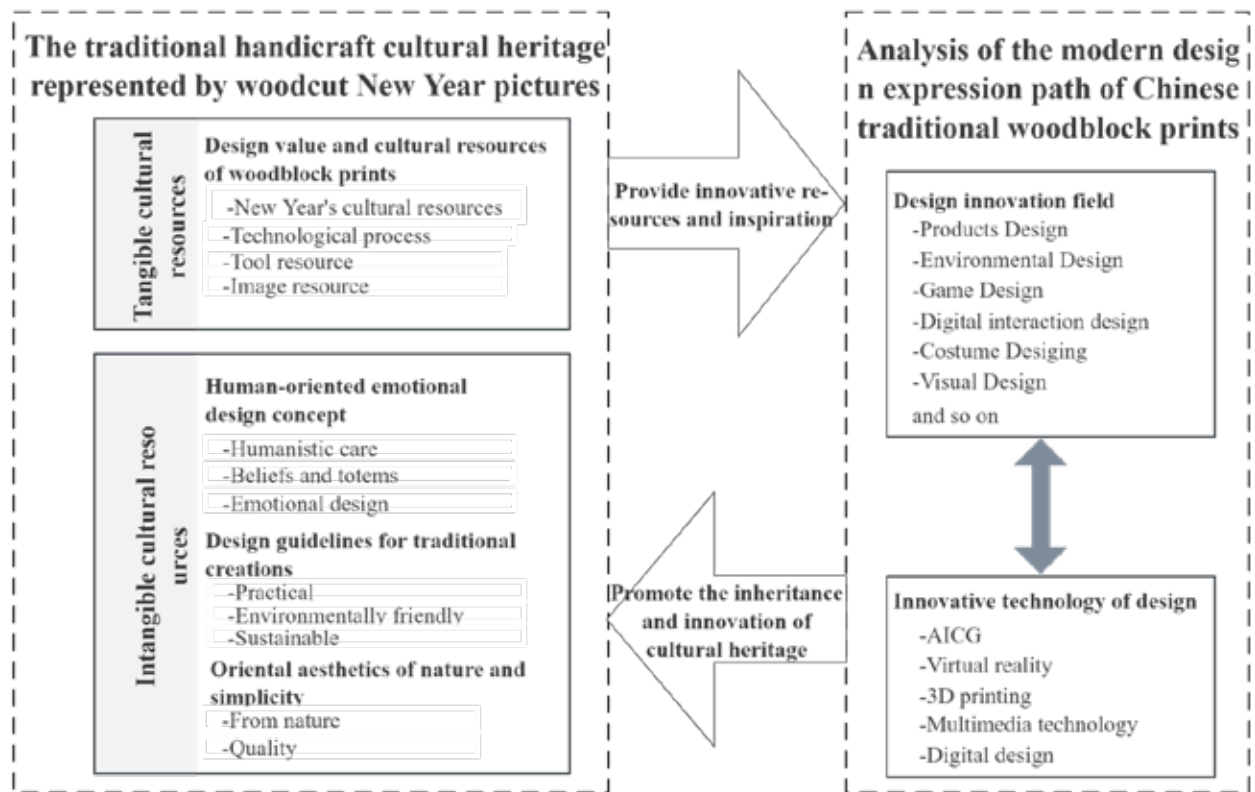 The traditional handicraft cultural heritage
represented by woodcut New Year pictures
Tangible cultural
resources
Design value and cultural resources
of woodblock prints
-New Year's cultural resources
-Technological process
-Tool resource
-Image resource
Intangible cultural reso
urces
Human-oriented emotional
design concept
-Humanistic care
-Beliefs and totems
-Emotional design
Design guidelines for traditional
creations
-Practical
-Environmentally friendly
-Sustainable
Oriental aesthetics of nature and
simplicity
-From nature
-Quality
Provide innovative re-
sources and inspiration
Promote the inheritance
and innovation of
cultural heritage
Analysis of the modern desig
n expression path of Chinese
traditional woodblock prints
Design innovation field
-Products Design
-Environmental Design
-Game Design
-Digital interaction design
-Costume Desiging
-Visual Design
and so on
Innovative technology of design
-AICG
-Virtual reality
-3D printing
-Multimedia technology
-Digital design